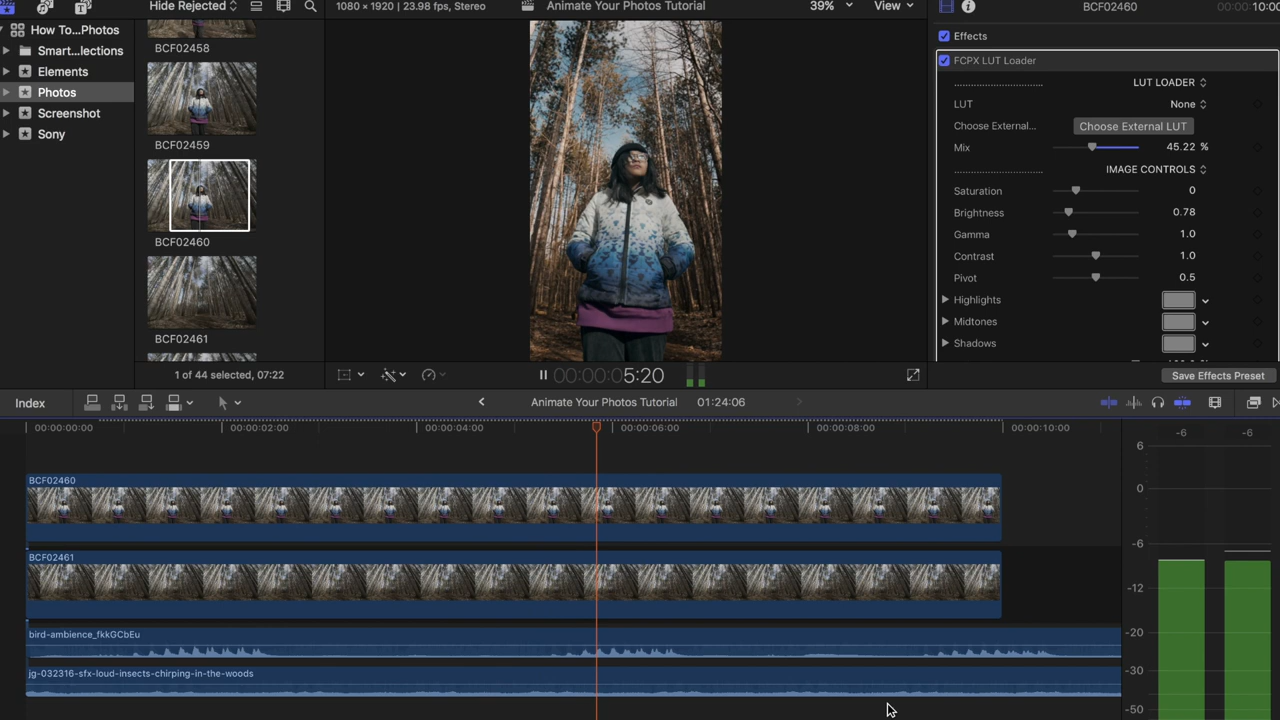 Hide Rejected
1080 × 1920 | 23.98 fps, Stereo
Animate Your Photos Tutorial
39%
View
BCF02460
00:00:10:00
How To...Photos
Smart...lections
Elements
Photos
Screenshot
Sony
BCF02458
BCF02459
BCF02460
BCF02461
1 of 44 selected, 07:22
00:00:05:20
Effects
FCPX LUT Loader
LUT LOADER
LUT
None
Choose External...
Choose External LUT
Mix
45.22 %
IMAGE CONTROLS
Saturation
0
Brightness
0.78
Gamma
1.0
Contrast
1.0
Pivot
0.5
Highlights
Midtones
Shadows
Save Effects Preset
Index
Animate Your Photos Tutorial
01:24:06
00:00:00:00
00:00:02:00
00:00:04:00
00:00:06:00
00:00:08:00
00:00:10:00
BCF02460
BCF02461
bird-ambience_fkkGCbEu
jg-032316-sfx-loud-insects-chirping-in-the-woods
-6
-6
6
0
-6
-12
-20
-30
-50